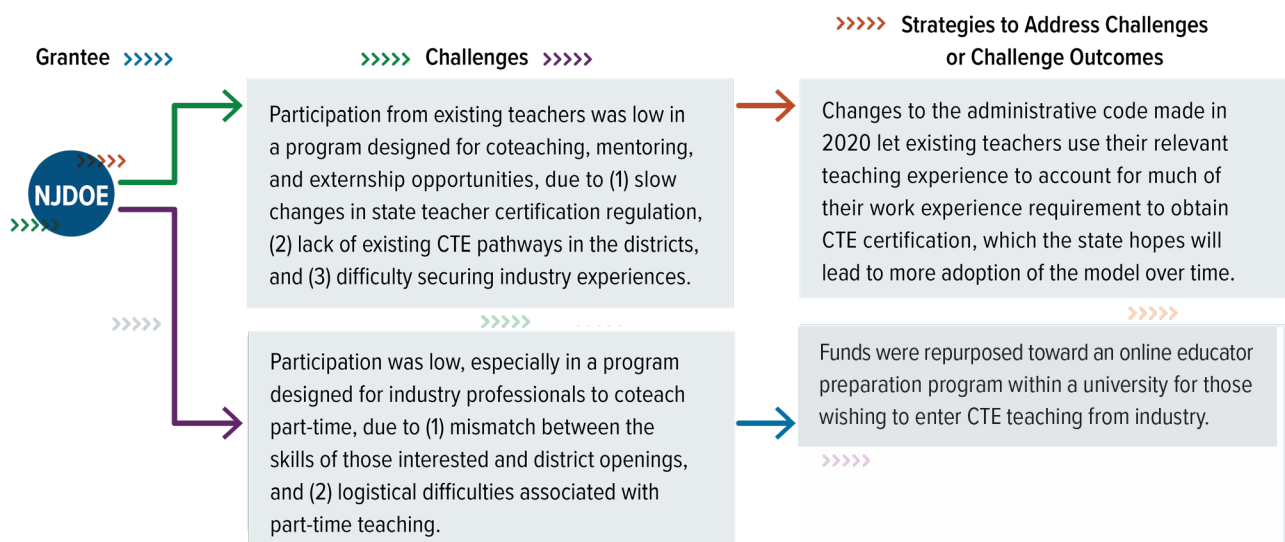 Grantee
Challenges
Strategies to Address Challenges
or Challenge Outcomes
NJDOE
Participation from existing teachers was low in
a program designed for coteaching, mentoring,
and externship opportunities, due to (1) slow
changes in state teacher certification regulation,
(2) lack of existing CTE pathways in the districts,
and (3) difficulty securing industry experiences.
Changes to the administrative code made in
2020 let existing teachers use their relevant
teaching experience to account for much of
their work experience requirement to obtain
CTE certification, which the state hopes will
lead to more adoption of the model over time.
Participation was low, especially in a program
designed for industry professionals to coteach
part-time, due to (1) mismatch between the
skills of those interested and district openings,
and (2) logistical difficulties associated with
part-time teaching.
Funds were repurposed toward an online educator
preparation program within a university for those
wishing to enter CTE teaching from industry.